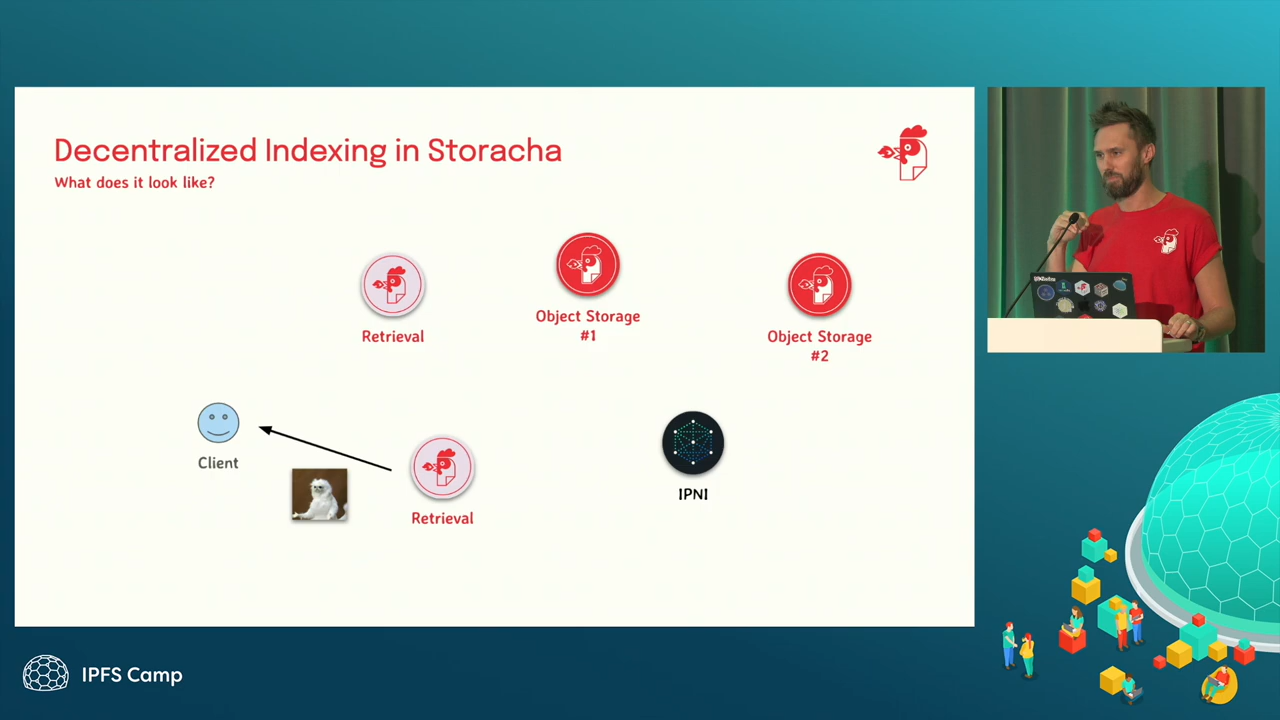 Decentralized Indexing in Storacha
What does it look like?
Retrieval
Object Storage
#1
Object Storage
#2
Client
Retrieval
IPNI
IPFS Camp